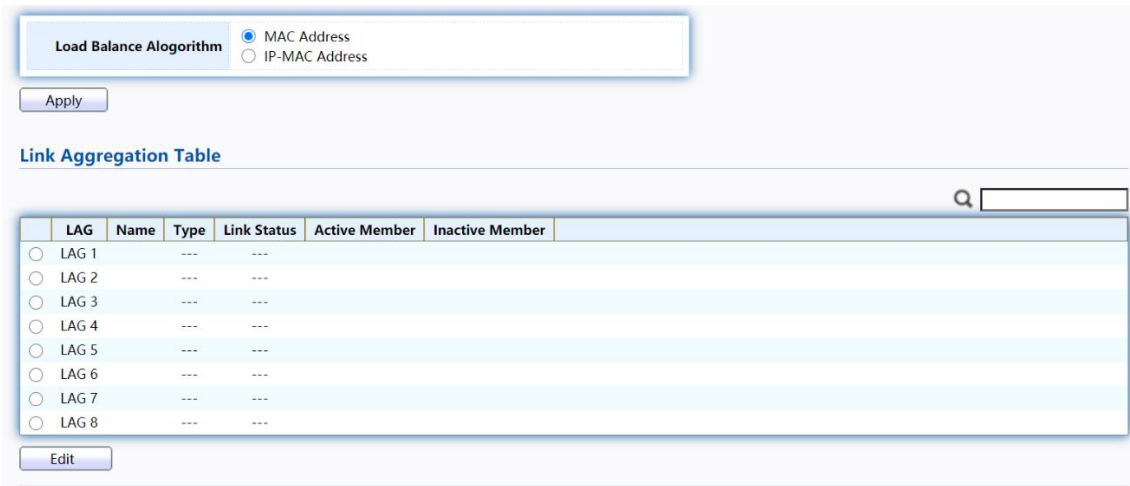 Load Balance Alogorithm
MAC Address
IP-MAC Address
Apply
Link Aggregation Table
LAG Name Type Link Status Active Member Inactive Member
LAG 1 --- ---
LAG 2 --- ---
LAG 3 --- ---
LAG 4 --- ---
LAG 5 --- ---
LAG 6 --- ---
LAG 7 --- ---
LAG 8 --- ---
Edit